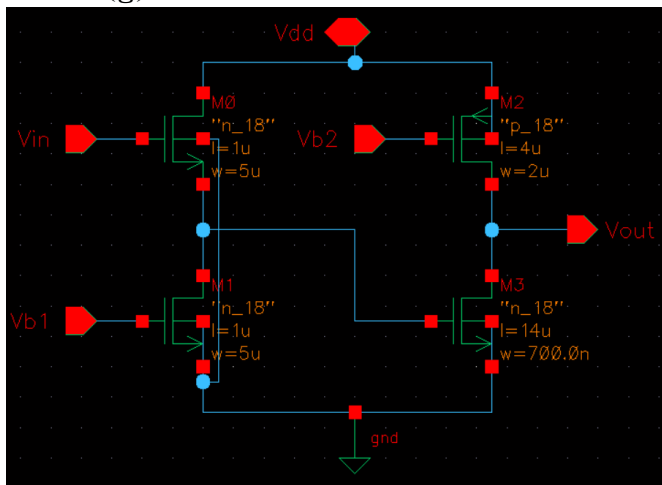 (g)
Vdd
M0
"n_18"
l=1u
w=5u
Vin
M2
"p_18"
l=4u
w=2u
Vb2
Vout
M1
"n_18"
l=1u
w=5u
Vb1
M3
"n_18"
l=14u
w=700.0n
gnd